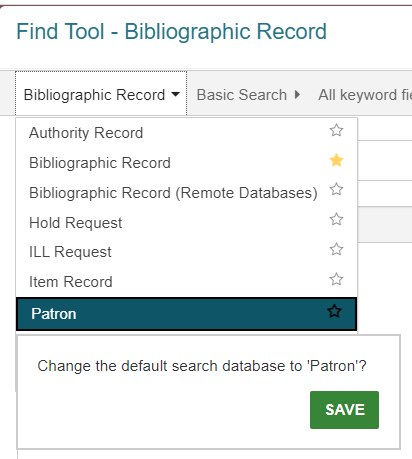 Find Tool - Bibliographic Record
Bibliographic Record Basic Search All keyword fie
Authority Record
Bibliographic Record
Bibliographic Record (Remote Databases)
Hold Request
ILL Request
Item Record
Patron
Change the default search database to 'Patron'?
SAVE